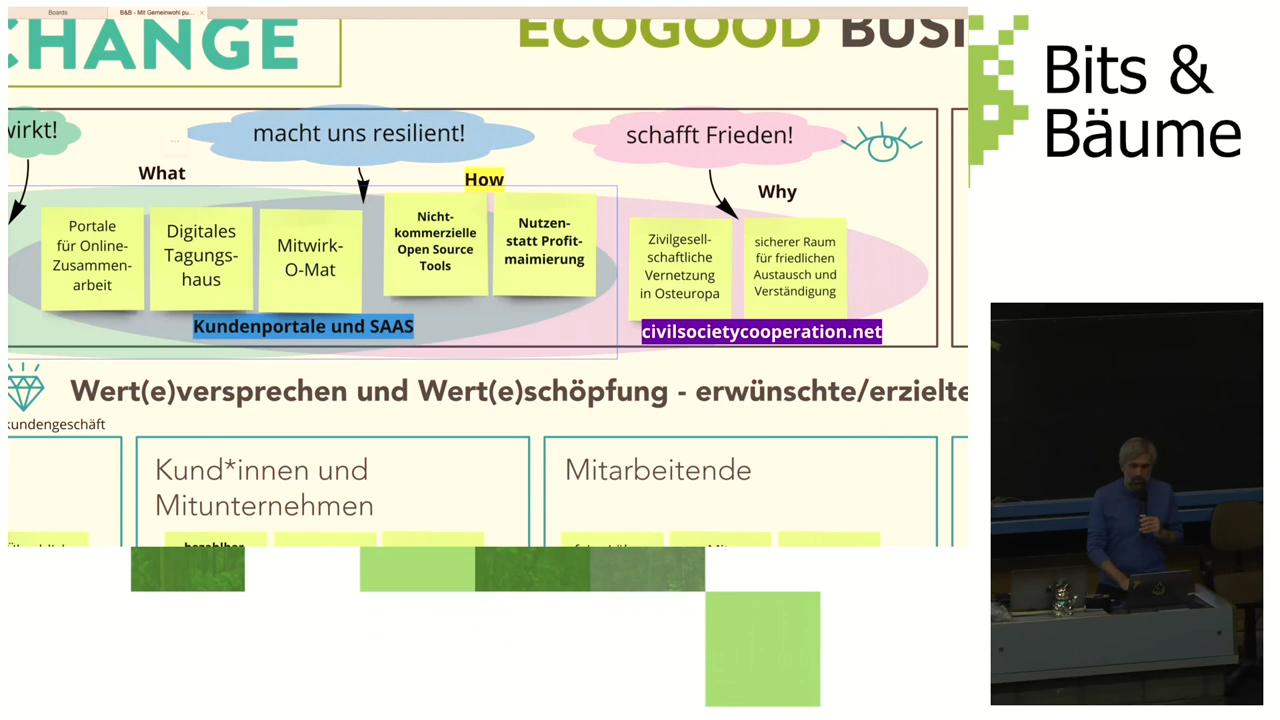 Boards
B&B - Mit Gemeinwohl pu...
CHANGE
ECOGOOD BUSI
wirkt!
macht uns resilient!
schafft Frieden!
What
How
Why
Portale
für Online-
Zusammen-
arbeit
Digitales
Tagungs-
haus
Mitwirk-
O-Mat
Nicht-
kommerzielle
Open Source
Tools
Nutzen-
statt Profit-
maimierung
Zivilgesell-
schaftliche
Vernetzung
in Osteuropa
sicherer Raum
für friedlichen
Austausch und
Verständigung
Kundenportale und SAAS
civilsocietycooperation.net
Wert(e)versprechen und Wert(e)schöpfung - erwünschte/erzielte
kundengeschäft
Kund*innen und
Mitunternehmen
Mitarbeitende
bezahlbar
Bits &
Bäume